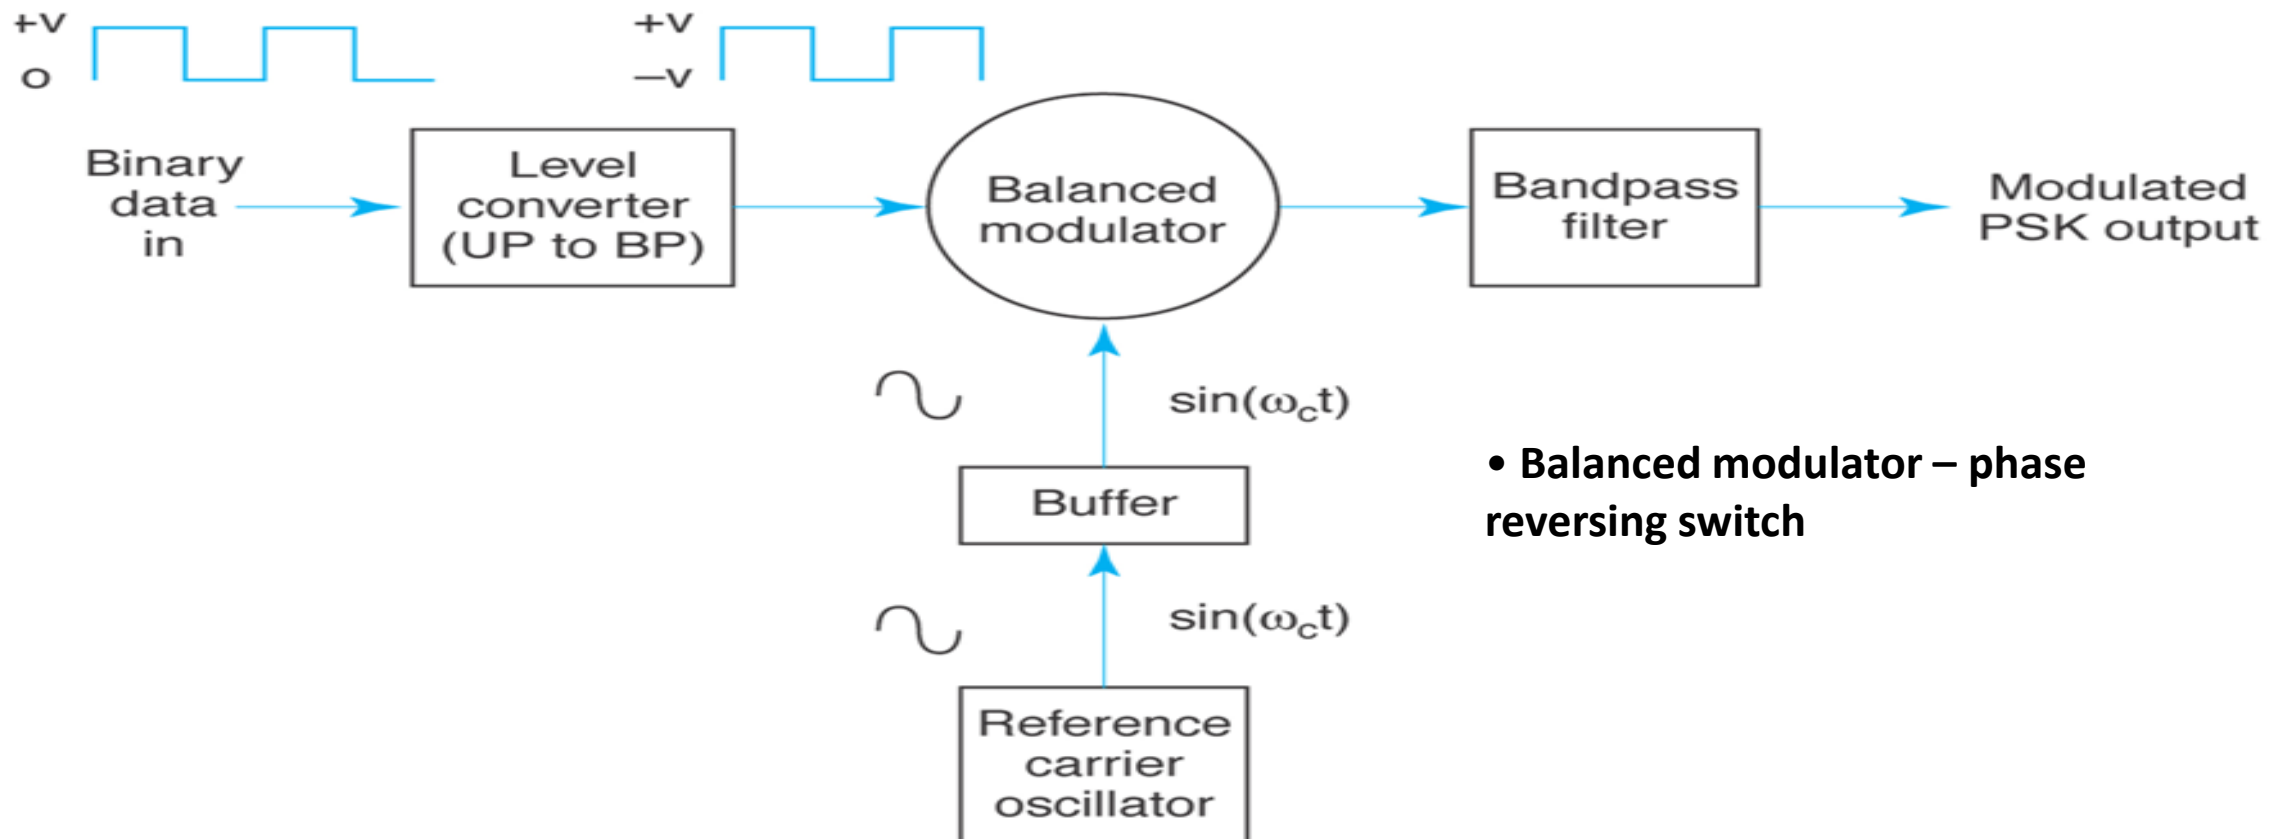 +V
0
+V
–V
Binary
data
in
Level
converter
(UP to BP)
Balanced
modulator
Bandpass
filter
Modulated
PSK output
sin(ωct)
Buffer
sin(ωct)
Reference
carrier
oscillator
• Balanced modulator – phase
reversing switch